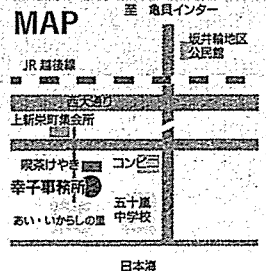 MAP
至 亀貝インター
坂井輪地区
公民館
JR 越後線
西大通り
上新栄町集会所
喫茶けやき
コンビニ
幸子事務所
五十嵐
中学校
あい・いからしの里
日本海